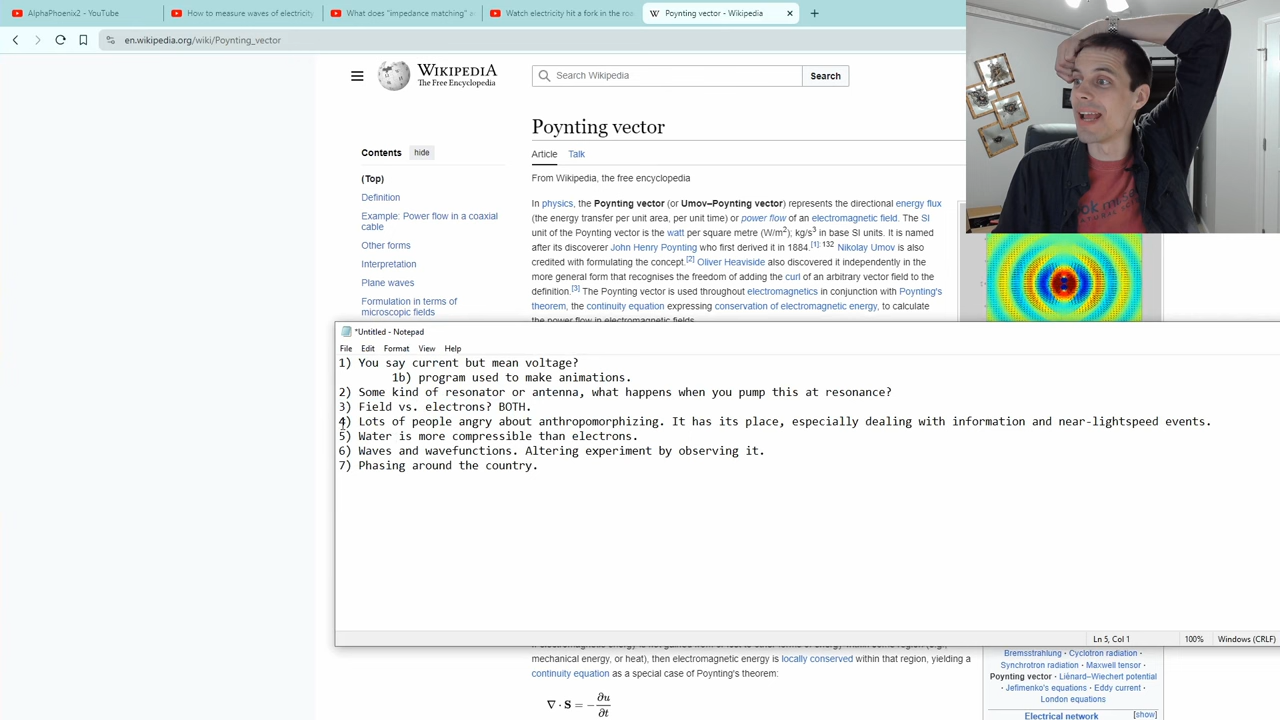 AlphaPhoenix2 - YouTube
How to measure waves of electricity
What does "impedance matching" a
Watch electricity hit a fork in the roa
Poynting vector - Wikipedia
en.wikipedia.org/wiki/Poynting_vector
WIKIPEDIA
The Free Encyclopedia
Search Wikipedia
Search
Contents hide
(Top)
Definition
Example: Power flow in a coaxial
cable
Other forms
Interpretation
Plane waves
Formulation in terms of
microscopic fields
Poynting vector
Article Talk
From Wikipedia, the free encyclopedia
In physics, the Poynting vector (or Umov–Poynting vector) represents the directional energy flux
(the energy transfer per unit area, per unit time) or power flow of an electromagnetic field. The SI
unit of the Poynting vector is the watt per square metre (W/m²); kg/s³ in base SI units. It is named
after its discoverer John Henry Poynting who first derived it in 1884.[1]: 132 Nikolay Umov is also
credited with formulating the concept.[2] Oliver Heaviside also discovered it independently in the
more general form that recognises the freedom of adding the curl of an arbitrary vector field to the
definition.[3] The Poynting vector is used throughout electromagnetics in conjunction with Poynting's
theorem, the continuity equation expressing conservation of electromagnetic energy, to calculate
the power flow in electromagnetic fields.
*Untitled - Notepad
File Edit Format View Help
1) You say current but mean voltage?
1b) program used to make animations.
2) Some kind of resonator or antenna, what happens when you pump this at resonance?
3) Field vs. electrons? BOTH.
4) Lots of people angry about anthropomorphizing. It has its place, especially dealing with information and near-lightspeed events.
5) Water is more compressible than electrons.
6) Waves and wavefunctions. Altering experiment by observing it.
7) Phasing around the country.
Ln 5, Col 1 100% Windows (CRLF)
mechanical energy, or heat), then electromagnetic energy is locally conserved within that region, yielding a
continuity equation as a special case of Poynting's theorem:
∇ · S = −∂u/∂t
Bremsstrahlung · Cyclotron radiation ·
Synchrotron radiation · Maxwell tensor ·
Poynting vector · Liénard–Wiechert potential
· Jefimenko's equations · Eddy current ·
London equations
Electrical network [show]